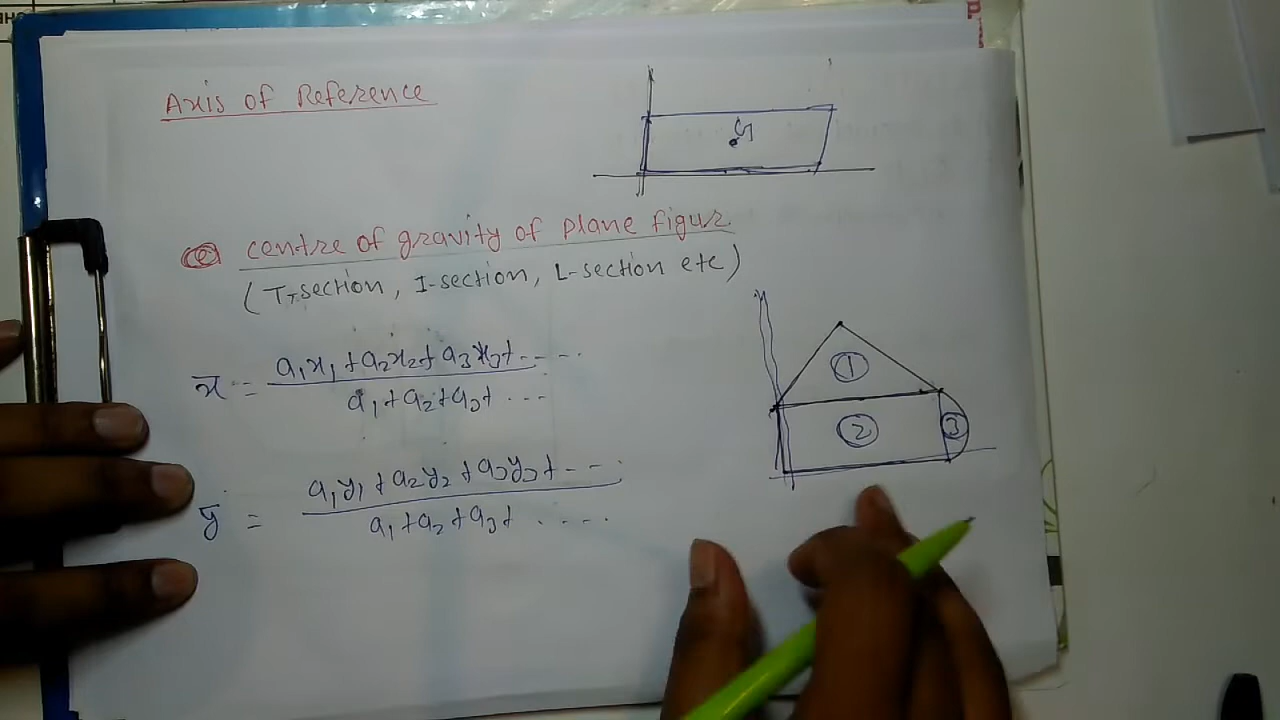 Axis of Reference
G
centre of gravity of plane figur
(T-section, I-section, L-section etc)
x̄ = a₁x₁ + a₂x₂ + a₃x₃ + - - - -
a₁ + a₂ + a₃ + . . .
ȳ = a₁y₁ + a₂y₂ + a₃y₃ + - - -
a₁ + a₂ + a₃ + . . . . .
1
2
3